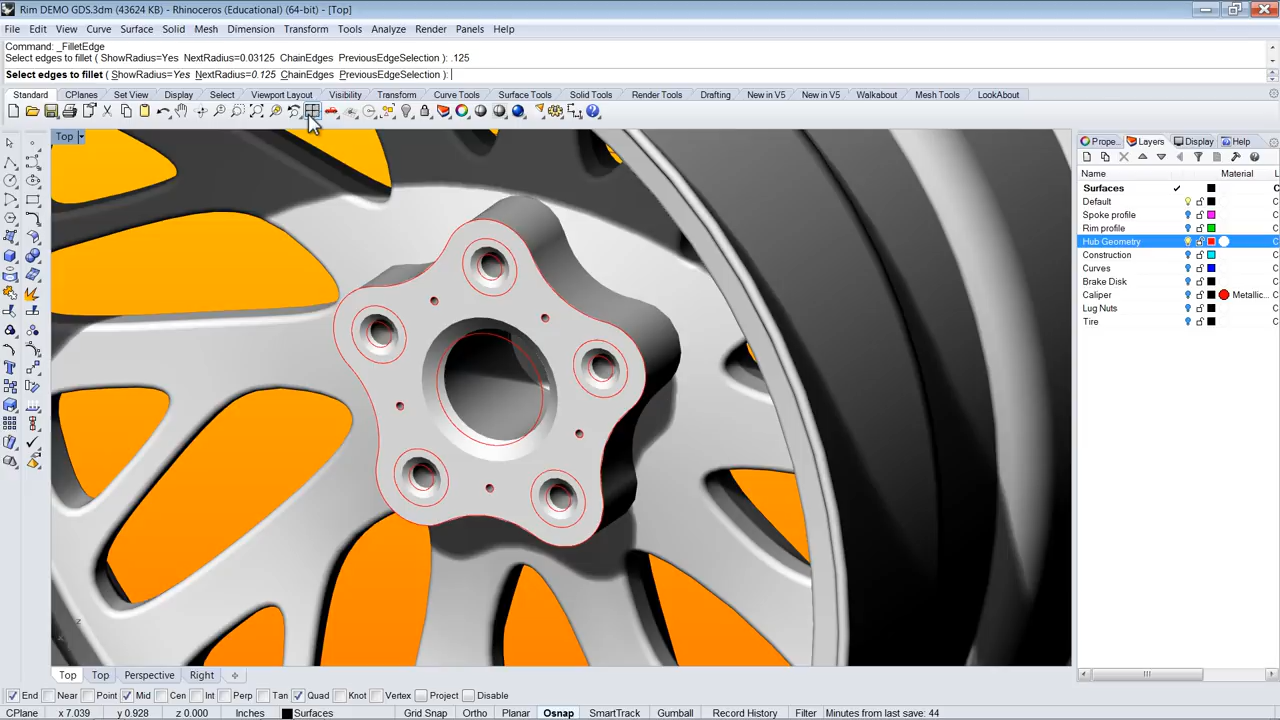 Rim DEMO GDS.3dm (43624 KB) - Rhinoceros (Educational) (64-bit) - [Top]
File Edit View Curve Surface Solid Mesh Dimension Transform Tools Analyze Render Panels Help
Command: _FilletEdge
Select edges to fillet ( ShowRadius=Yes NextRadius=0.03125 ChainEdges PreviousEdgeSelection ): .125
Select edges to fillet ( ShowRadius=Yes NextRadius=0.125 ChainEdges PreviousEdgeSelection ):
Standard CPlanes Set View Display Select Viewport Layout Visibility Transform Curve Tools Surface Tools Solid Tools Render Tools Drafting New in V5 New in V5 Walkabout Mesh Tools LookAbout
Top
Prope... Layers Display Help
Name Material L
Surfaces C
Default C
Spoke profile C
Rim profile C
Hub Geometry C
Construction C
Curves C
Brake Disk C
Caliper Metallic... C
Lug Nuts C
Tire C
z
x
Top Top Perspective Right
End Near Point Mid Cen Int Perp Tan Quad Knot Vertex Project Disable
CPlane x 7.039 y 0.928 z 0.000 Inches Surfaces Grid Snap Ortho Planar Osnap SmartTrack Gumball Record History Filter Minutes from last save: 44